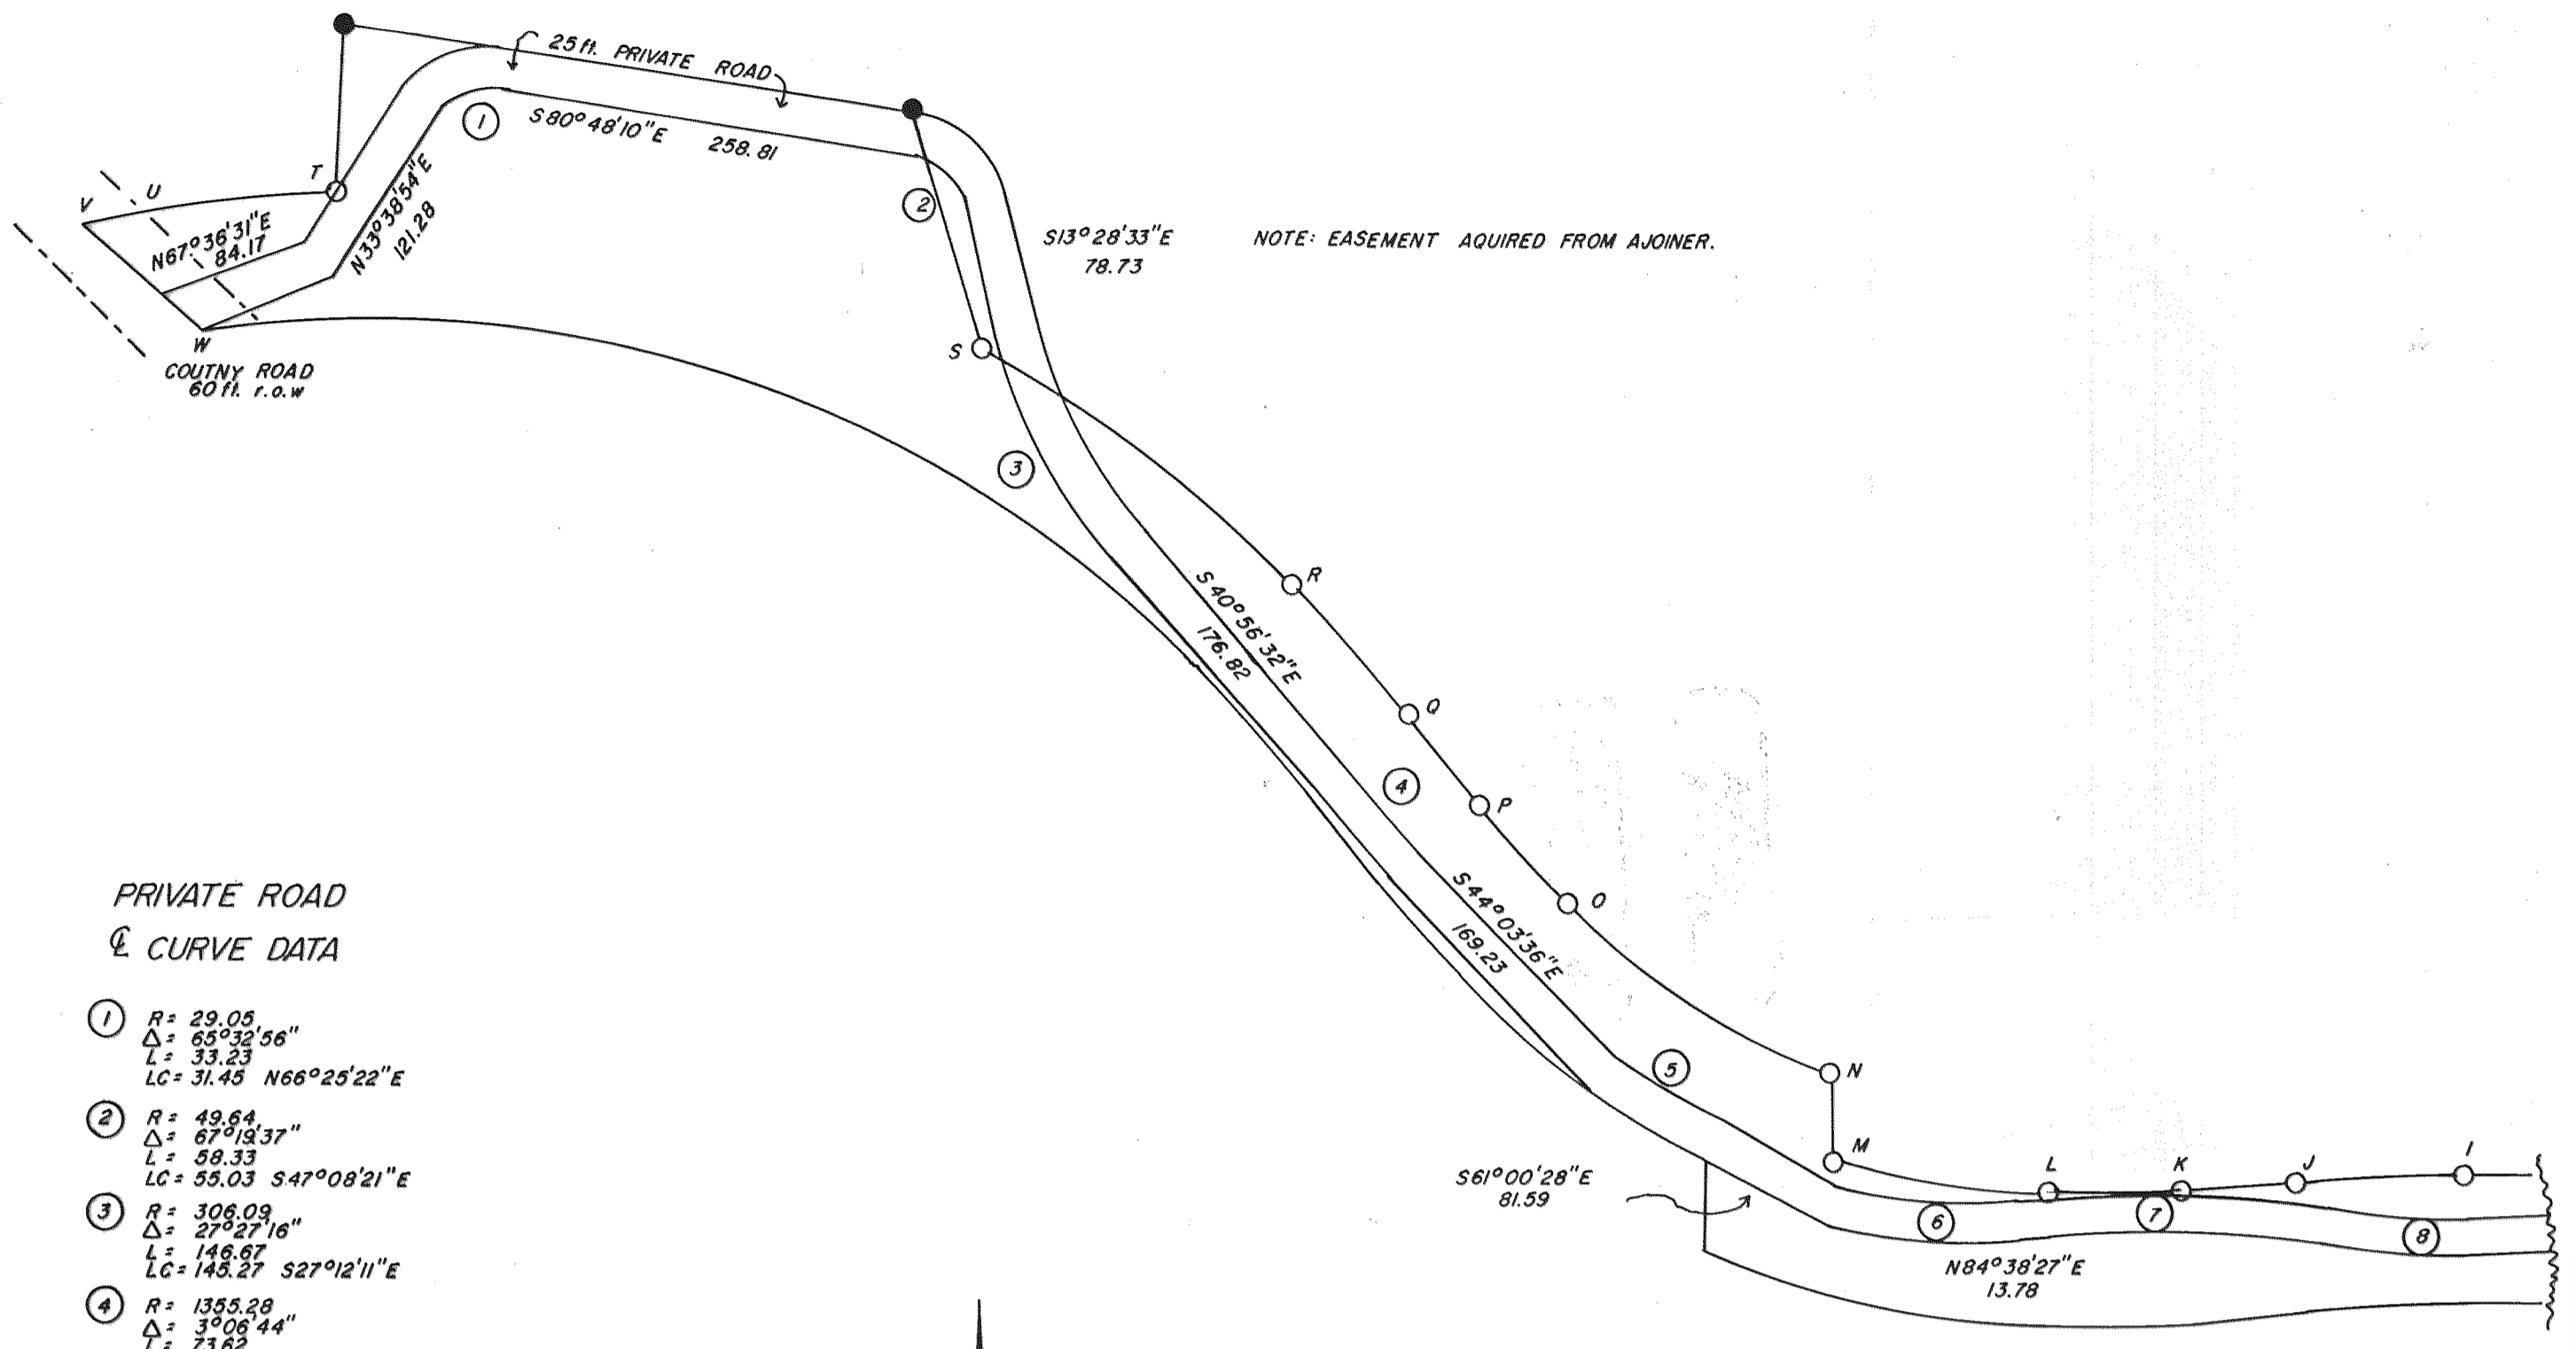 25 ft. PRIVATE ROAD
1
S80°48'10"E 258.81
T
V
U
N67°36'31"E
84.17
N33°38'54"E
121.28
W
COUTNY ROAD
60 ft. r.o.w
2
S13°28'33"E
78.73
NOTE: EASEMENT AQUIRED FROM AJOINER.
S
3
R
S40°56'32"E
176.82
Q
4
P
O
S44°03'36"E
169.23
5
N
M
L
K
J
I
S61°00'28"E
81.59
6
7
8
N84°38'27"E
13.78
PRIVATE ROAD
℄ CURVE DATA
1 R= 29.05
Δ= 65°32'56"
L= 33.23
LC= 31.45 N66°25'22"E
2 R= 49.64
Δ= 67°19'37"
L= 58.33
LC= 55.03 S47°08'21"E
3 R= 306.09
Δ= 27°27'16"
L= 146.67
LC= 145.27 S27°12'11"E
4 R= 1355.28
Δ= 3°06'44"
L= 73.62